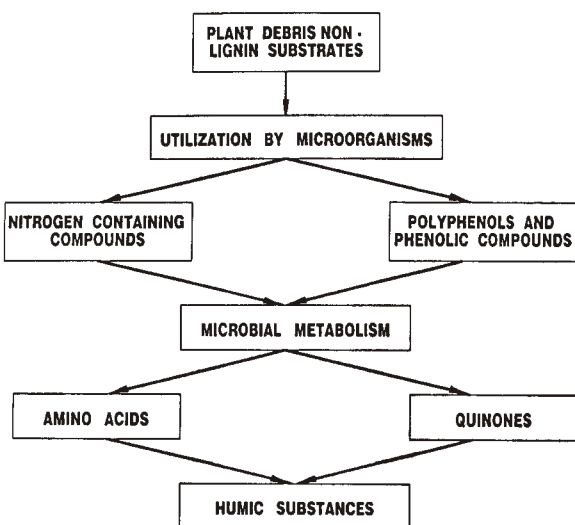 PLANT DEBRIS NON -
LIGNIN SUBSTRATES
UTILIZATION BY MICROORGANISMS
NITROGEN CONTAINING
COMPOUNDS
POLYPHENOLS AND
PHENOLIC COMPOUNDS
MICROBIAL METABOLISM
AMINO ACIDS
QUINONES
HUMIC SUBSTANCES